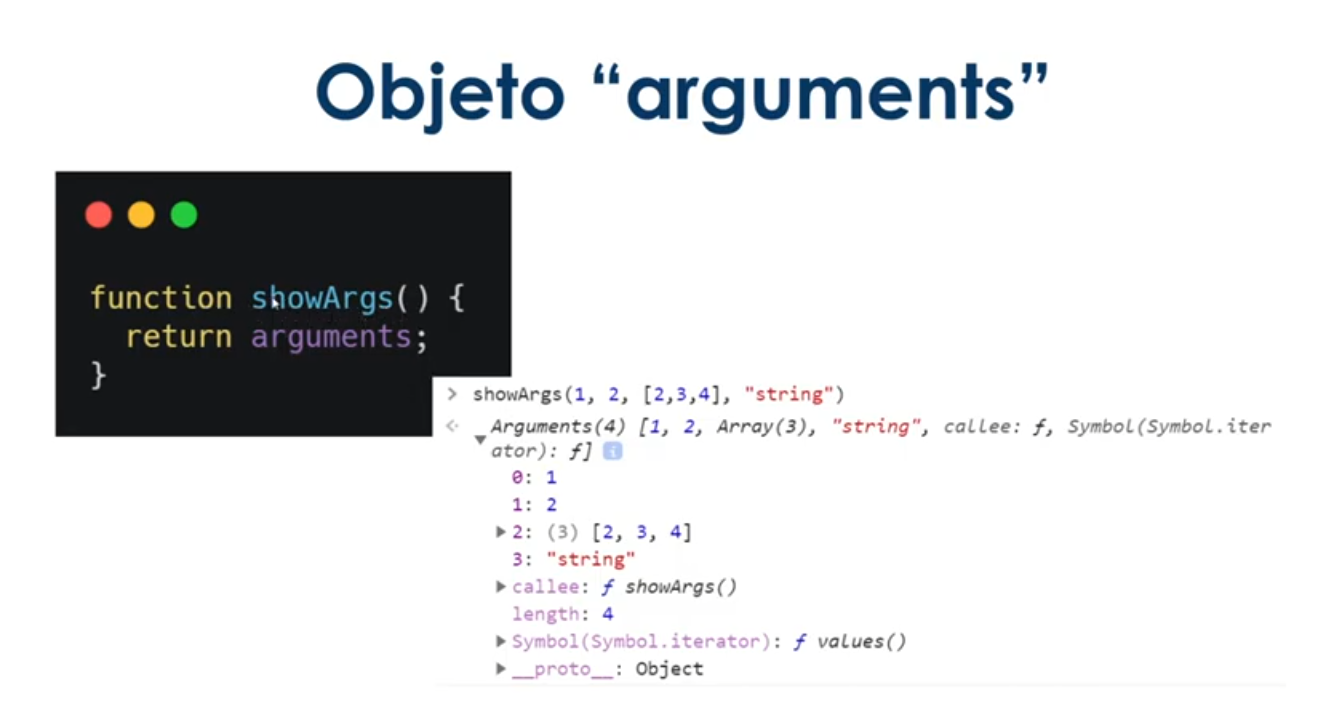 Objeto “arguments”
function showArgs() {
return arguments;
}
> showArgs(1, 2, [2,3,4], "string")
Arguments(4) [1, 2, Array(3), "string", callee: ƒ, Symbol(Symbol.iter
ator): ƒ] i
0: 1
1: 2
▶ 2: (3) [2, 3, 4]
3: "string"
▶ callee: ƒ showArgs()
length: 4
▶ Symbol(Symbol.iterator): ƒ values()
▶ __proto__: Object